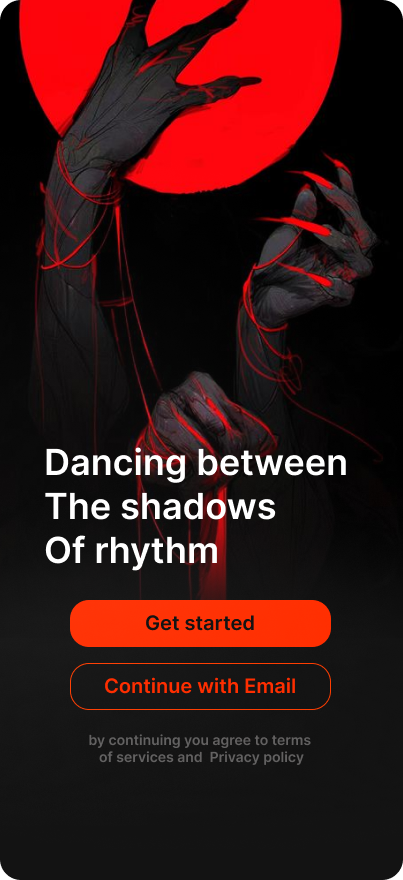 Dancing between
The shadows
Of rhythm
Get started
Continue with Email
by continuing you agree to terms
of services and  Privacy policy